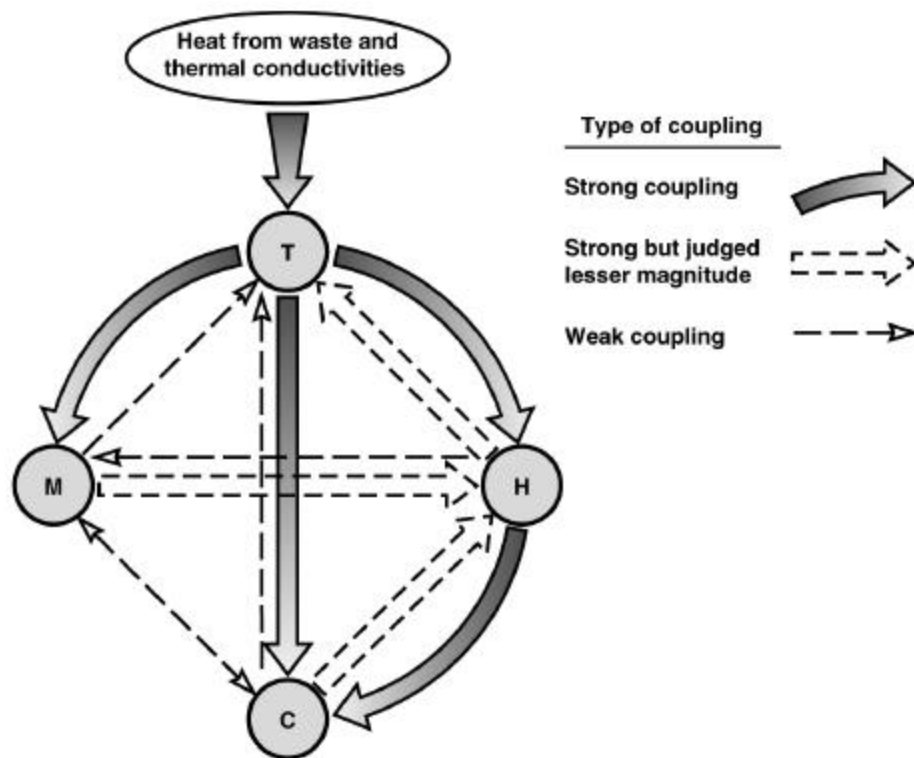 Heat from waste and
thermal conductivities
Type of coupling
Strong coupling
Strong but judged
lesser magnitude
Weak coupling
T
M
H
C